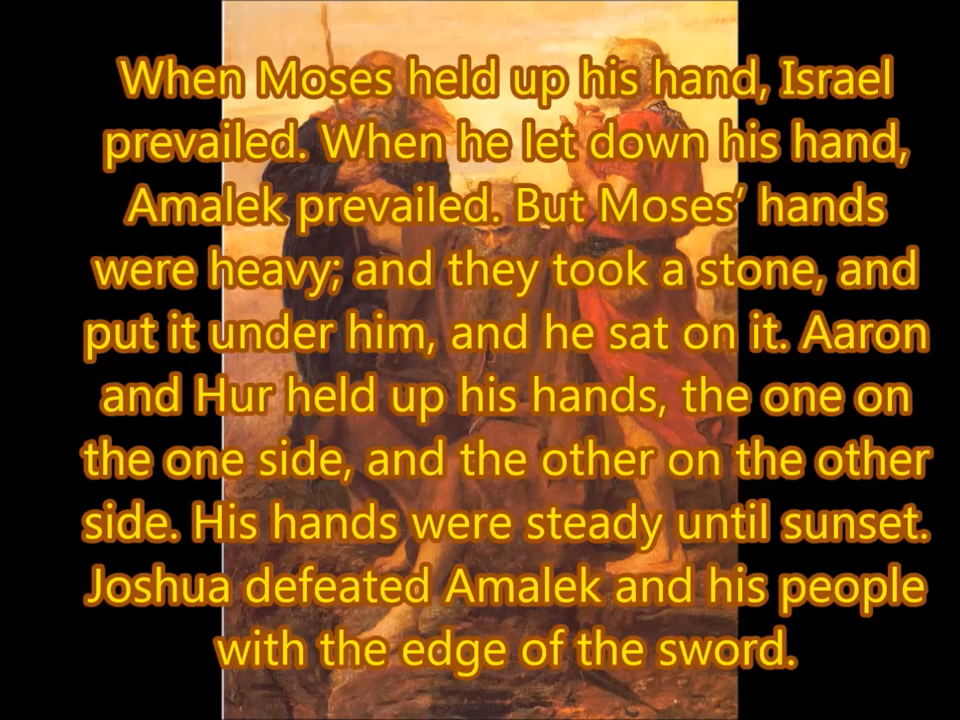 When Moses held up his hand, Israel
prevailed. When he let down his hand,
Amalek prevailed. But Moses’ hands
were heavy; and they took a stone, and
put it under him, and he sat on it. Aaron
and Hur held up his hands, the one on
the one side, and the other on the other
side. His hands were steady until sunset.
Joshua defeated Amalek and his people
with the edge of the sword.